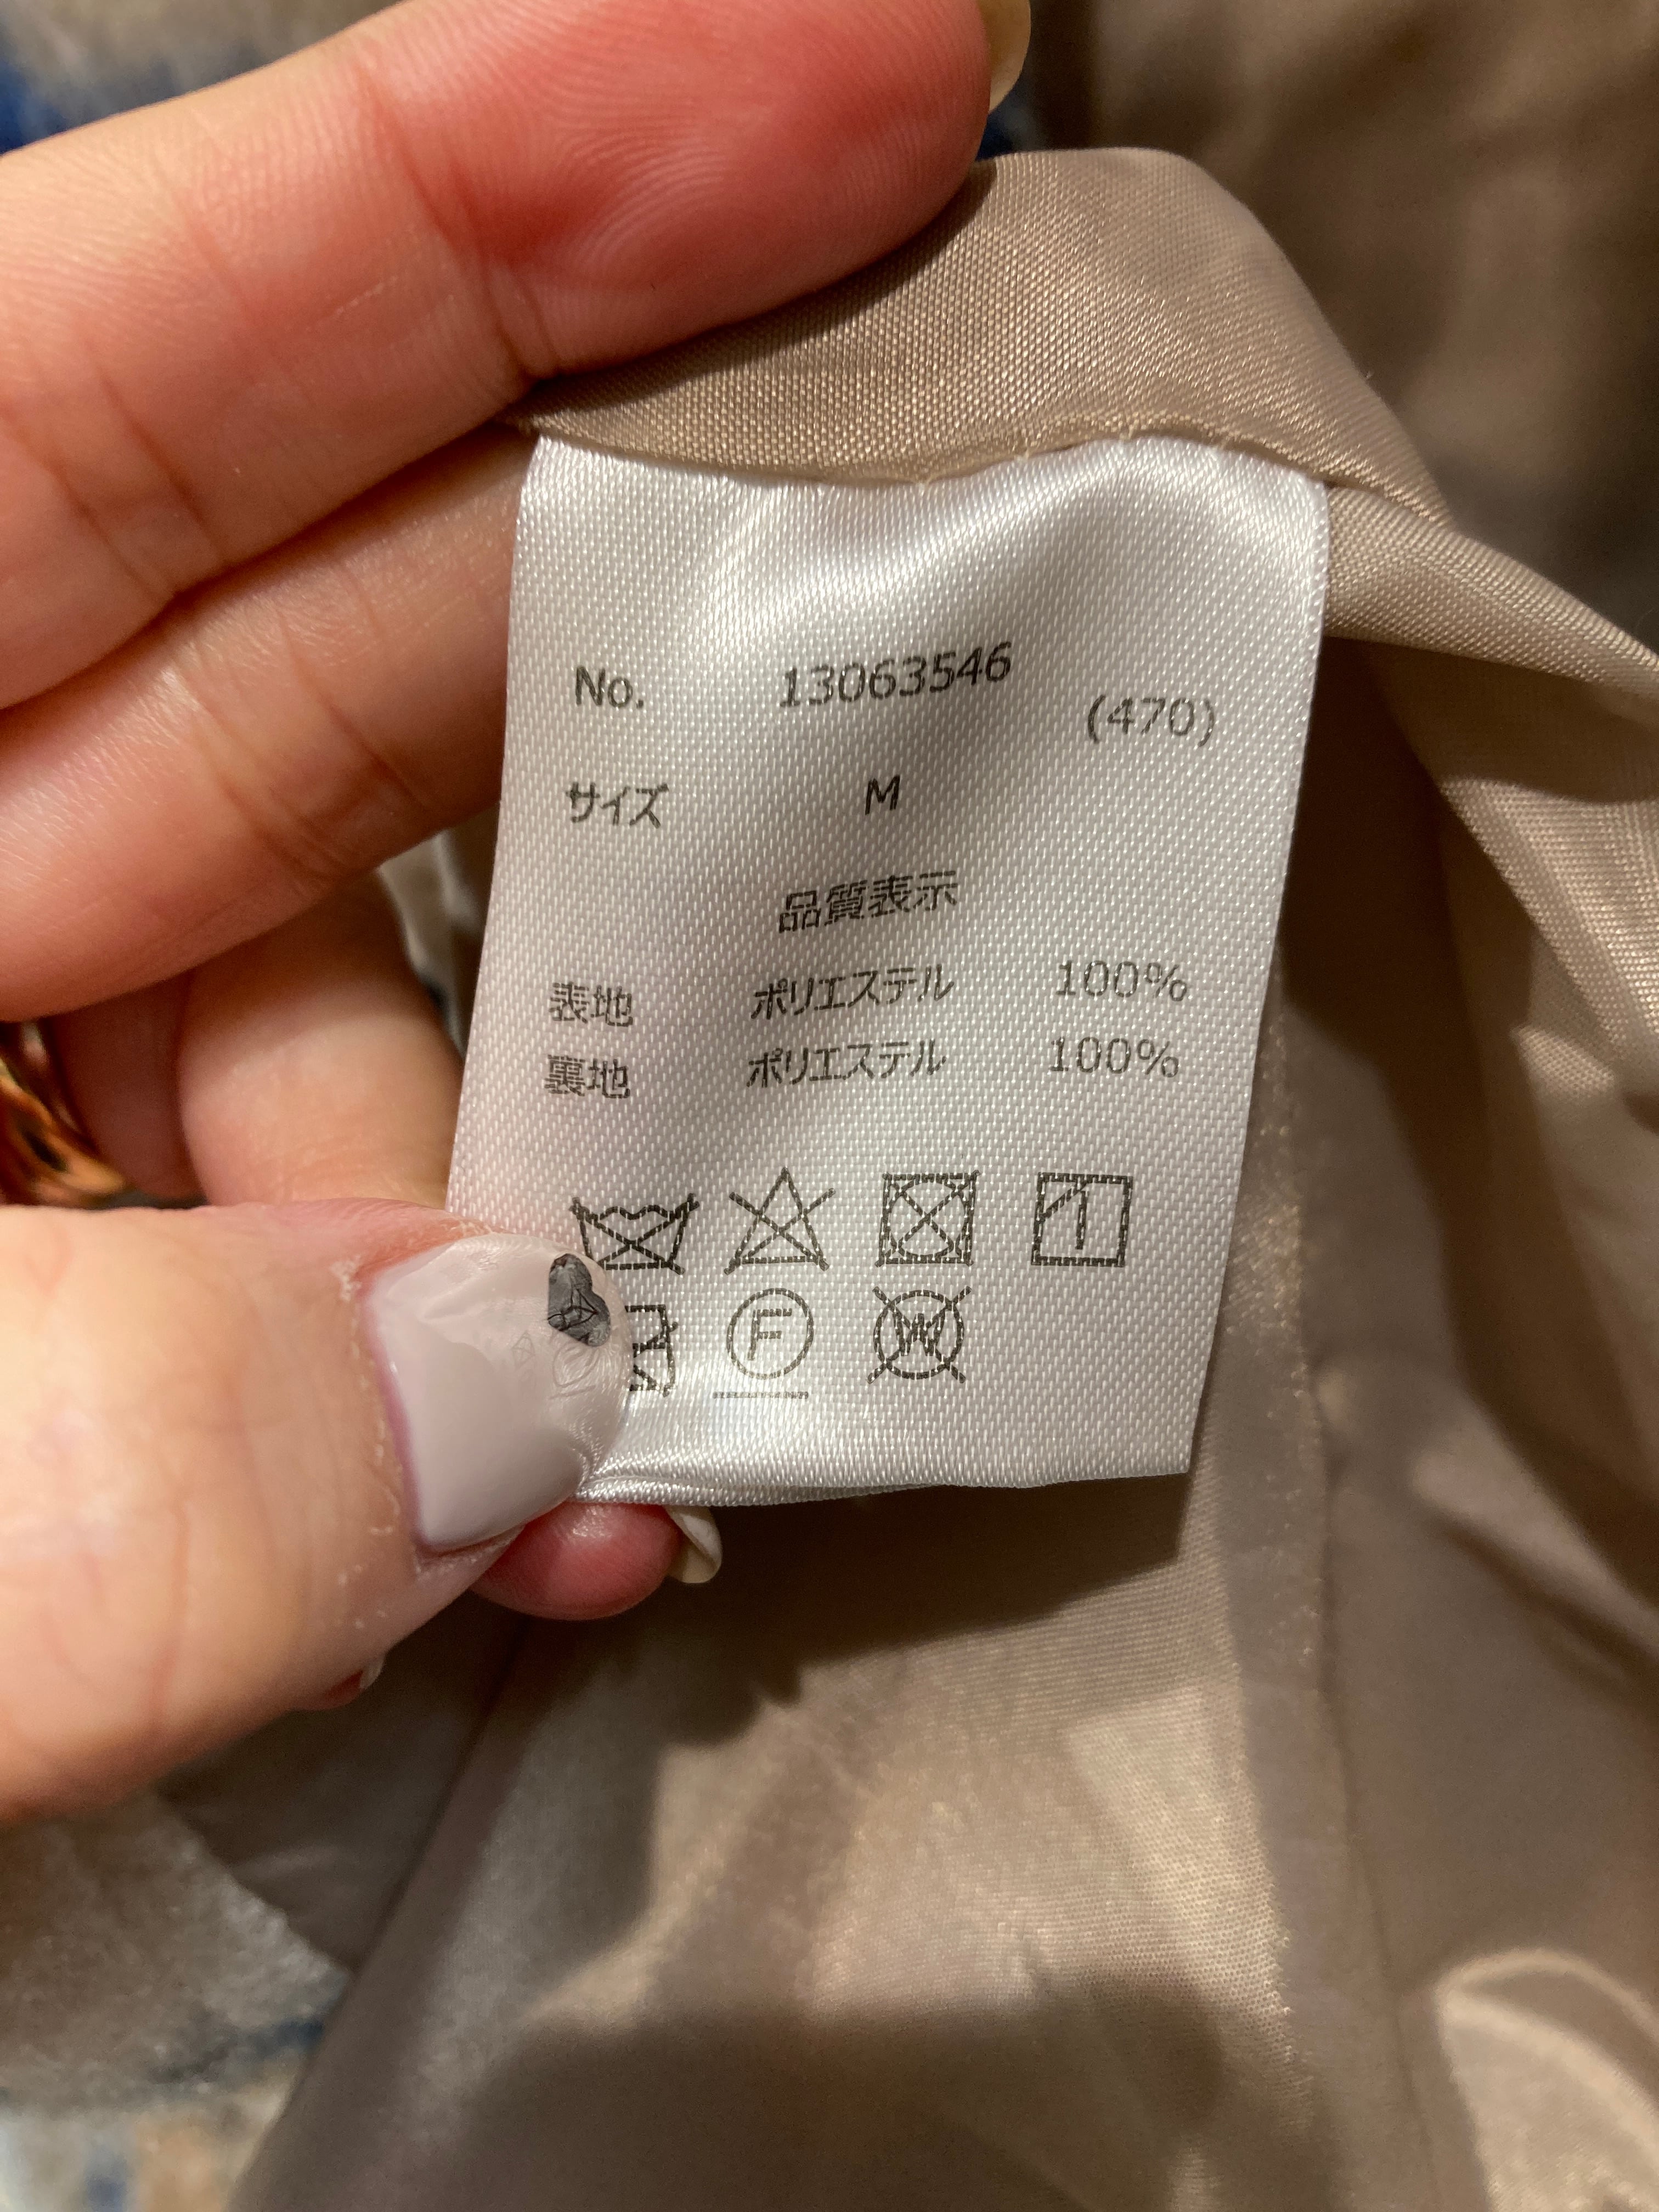 No. 13063546
(470)
サイズ M
品質表示
表地 ポリエステル 100%
裏地 ポリエステル 100%
F W